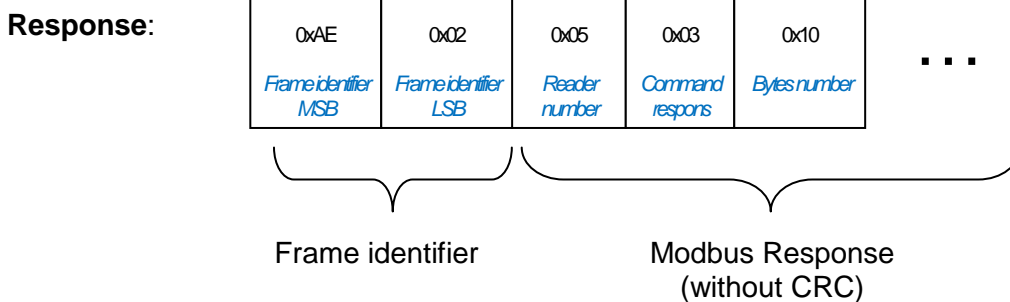 Response:
0xAE 0x02 0x05 0x03 0x10 ...
Frame identifier Frame identifier Reader Command Bytes number
MSB LSB number respons
Frame identifier Modbus Response
(without CRC)